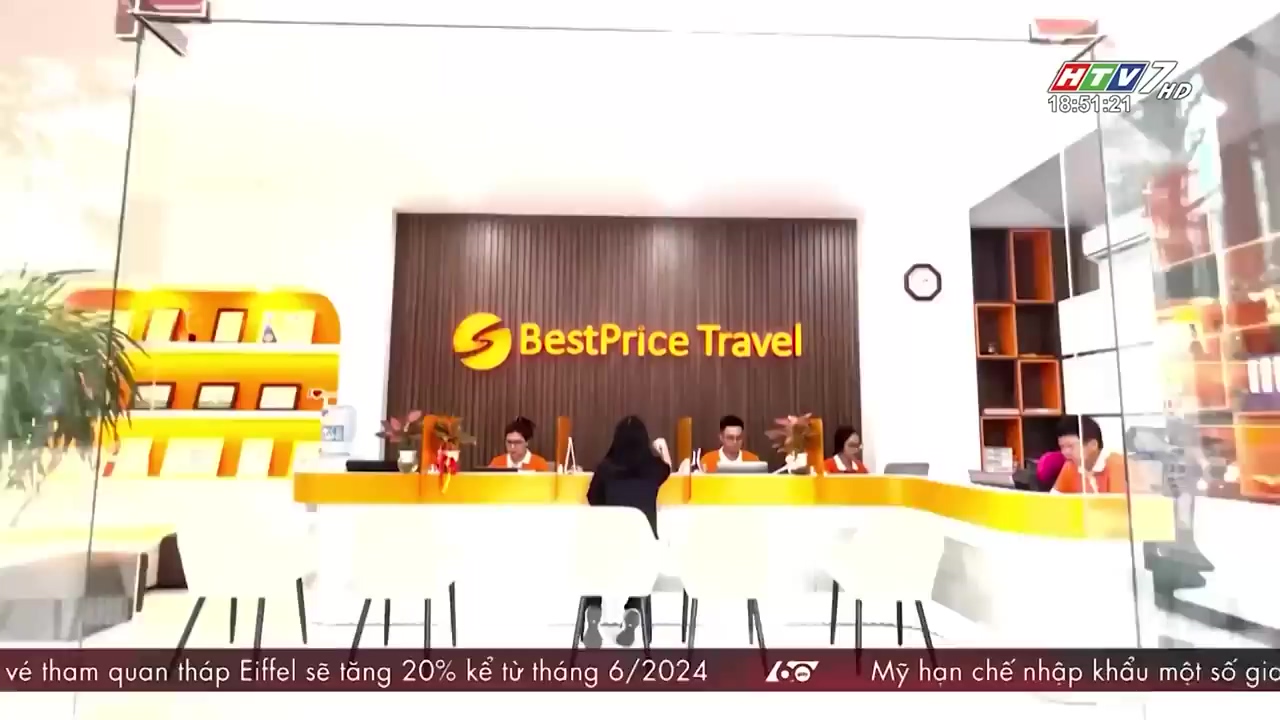 HTV7 HD
18:51:21
BestPrice Travel
vé tham quan tháp Eiffel sẽ tăng 20% kể từ tháng 6/2024
Mỹ hạn chế nhập khẩu một số